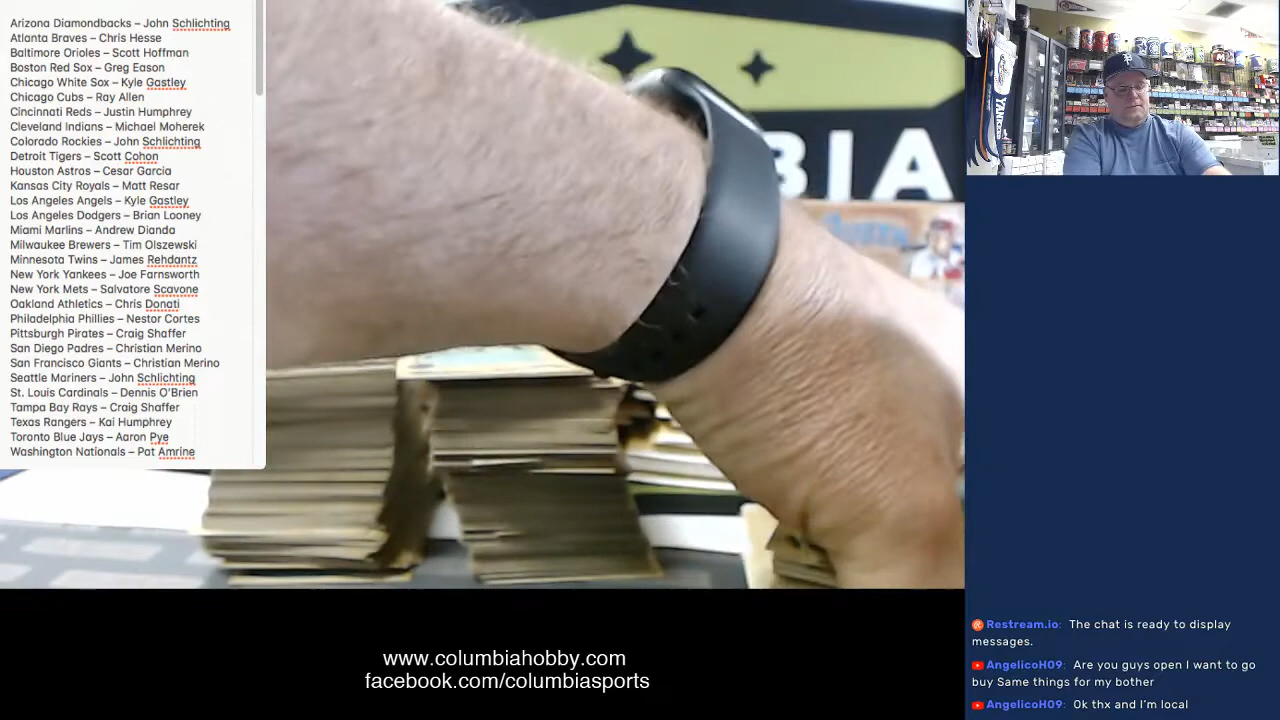 Arizona Diamondbacks – John Schlichting
Atlanta Braves – Chris Hesse
Baltimore Orioles – Scott Hoffman
Boston Red Sox – Greg Eason
Chicago White Sox – Kyle Gastley
Chicago Cubs – Ray Allen
Cincinnati Reds – Justin Humphrey
Cleveland Indians – Michael Moherek
Colorado Rockies – John Schlichting
Detroit Tigers – Scott Cohon
Houston Astros – Cesar Garcia
Kansas City Royals – Matt Resar
Los Angeles Angels – Kyle Gastley
Los Angeles Dodgers – Brian Looney
Miami Marlins – Andrew Dianda
Milwaukee Brewers – Tim Olszewski
Minnesota Twins – James Rehdantz
New York Yankees – Joe Farnsworth
New York Mets – Salvatore Scavone
Oakland Athletics – Chris Donati
Philadelphia Phillies – Nestor Cortes
Pittsburgh Pirates – Craig Shaffer
San Diego Padres – Christian Merino
San Francisco Giants – Christian Merino
Seattle Mariners – John Schlichting
St. Louis Cardinals – Dennis O'Brien
Tampa Bay Rays – Craig Shaffer
Texas Rangers – Kai Humphrey
Toronto Blue Jays – Aaron Pye
Washington Nationals – Pat Amrine
BIA
www.columbiahobby.com
facebook.com/columbiasports
Restream.io: The chat is ready to display
messages.
AngelicoH09: Are you guys open I want to go
buy Same things for my bother
AngelicoH09: Ok thx and I'm local